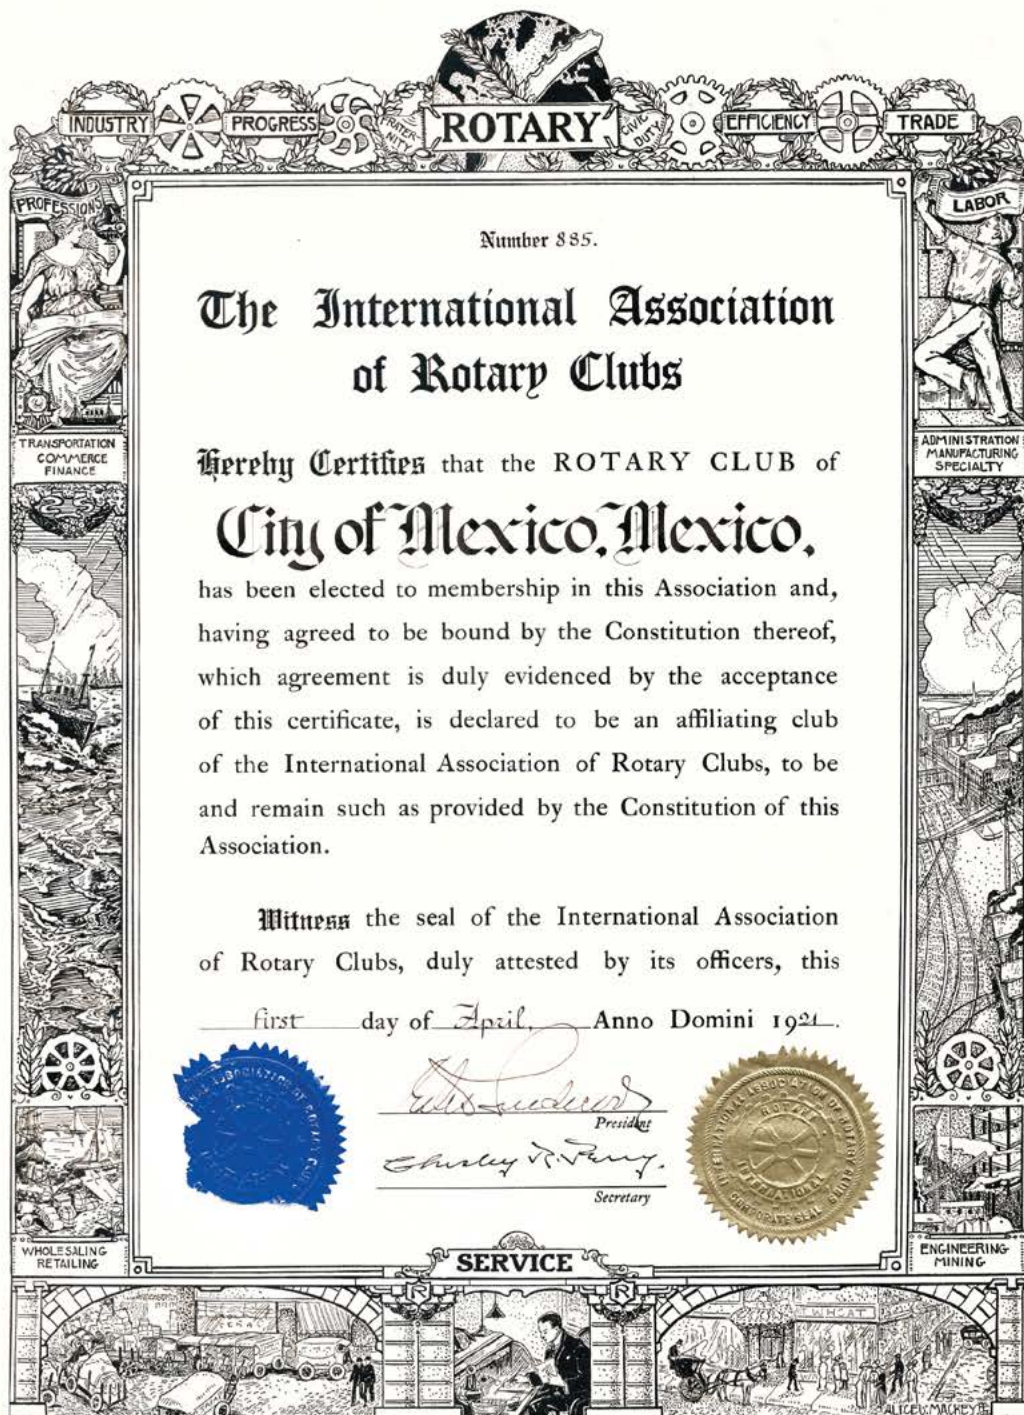 ROTARY
INDUSTRY
PROGRESS
FRATER-
NITY
CIVIC
DUTY
EFFICIENCY
TRADE
PROFESSIONS
LABOR
Number 885.
The International Association
of Rotary Clubs
TRANSPORTATION
COMMERCE
FINANCE
ADMINISTRATION
MANUFACTURING
SPECIALTY
Hereby Certifies that the ROTARY CLUB of
City of Mexico, Mexico.
has been elected to membership in this Association and,
having agreed to be bound by the Constitution thereof,
which agreement is duly evidenced by the acceptance
of this certificate, is declared to be an affiliating club
of the International Association of Rotary Clubs, to be
and remain such as provided by the Constitution of this
Association.
Witness the seal of the International Association
of Rotary Clubs, duly attested by its officers, this
first day of April, Anno Domini 1921.
President
Chesley R. Perry.
Secretary
INTERNATIONAL ASSOCIATION OF ROTARY CLUBS
ROTARY
INTERNATIONAL
CORPORATE SEAL
WHOLESALING
RETAILING
ENGINEERING
MINING
SERVICE
R
R